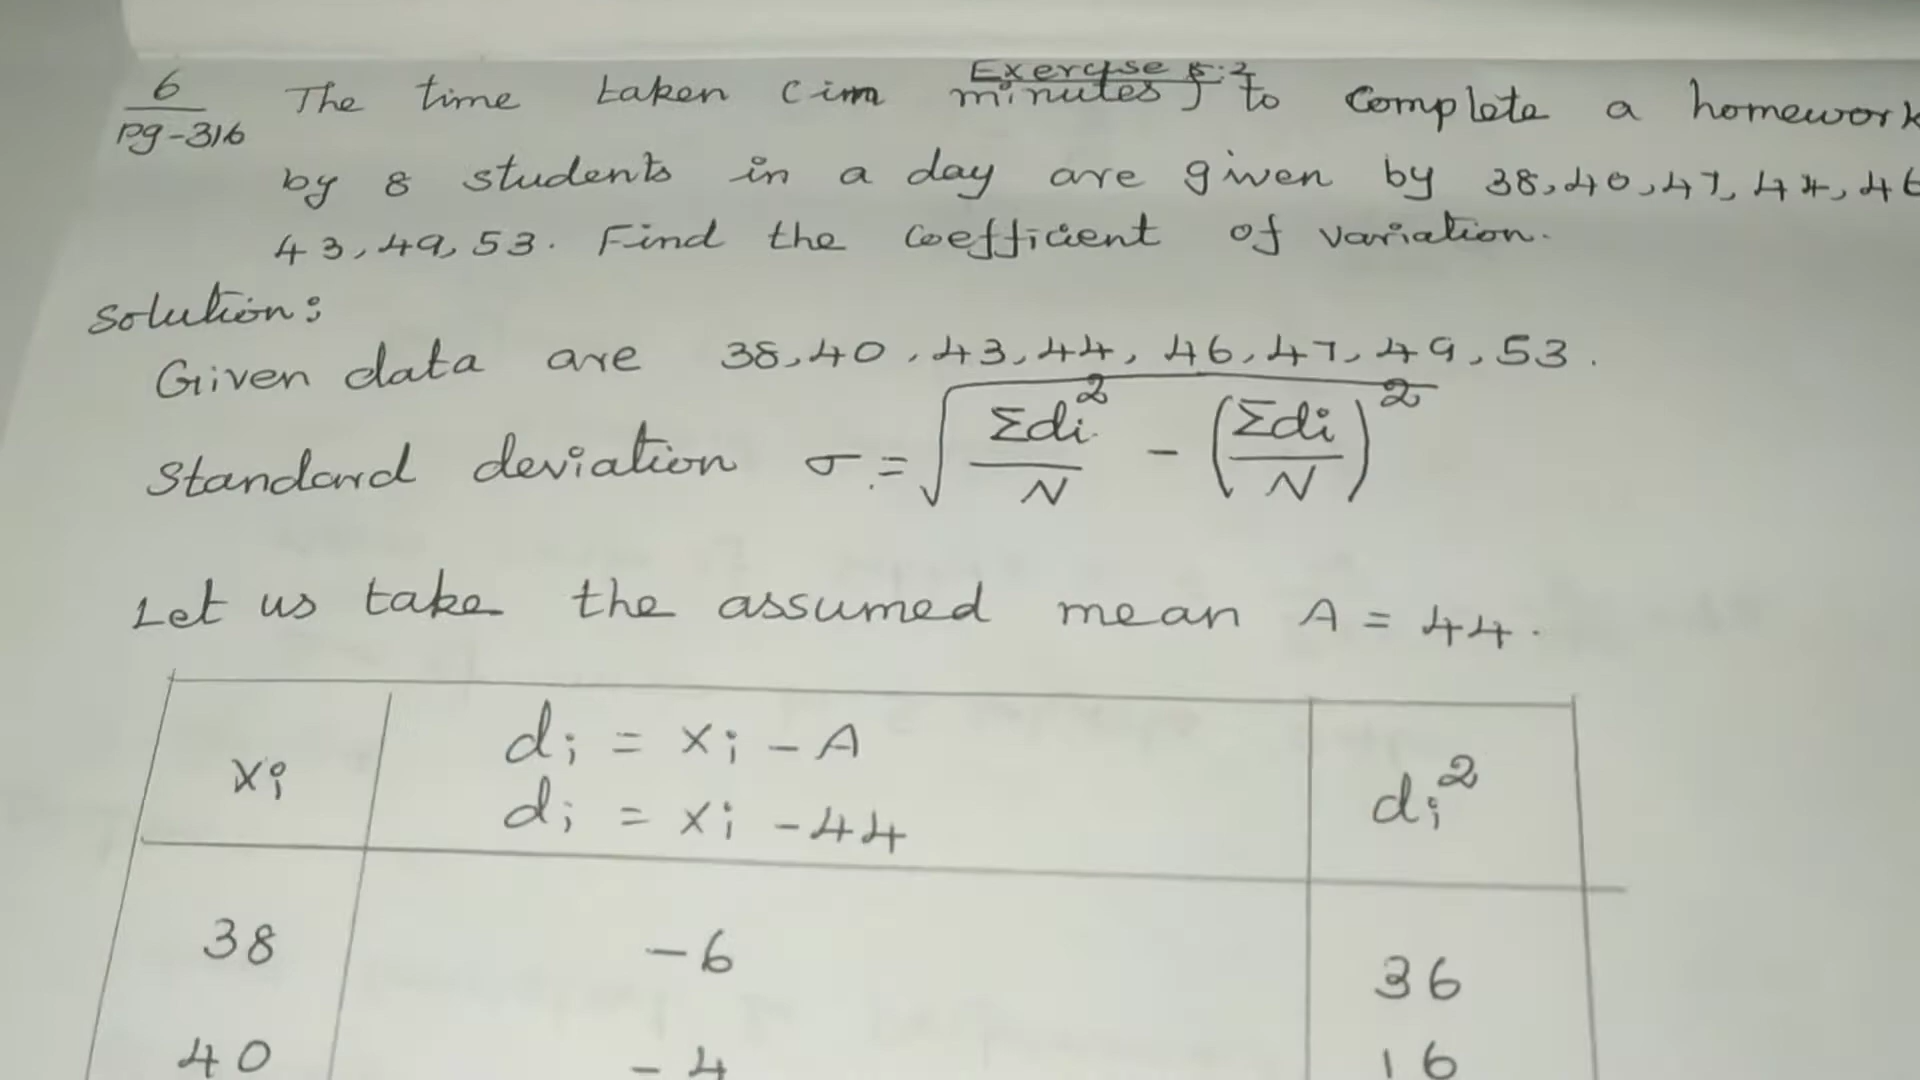 Exercise 5.2
6 The time taken (in minutes) to complete a homework
pg-316
by 8 students in a day are given by 38, 40, 47, 44, 46
43, 49, 53. Find the coefficient of variation.
Solution:
Given data are 38, 40, 43, 44, 46, 47, 49, 53.
Standard deviation σ = √(Σdi²/N - (Σdi/N)²)
Let us take the assumed mean A = 44.
xi di = xi - A di²
di = xi - 44
38 -6 36
40 -4 16